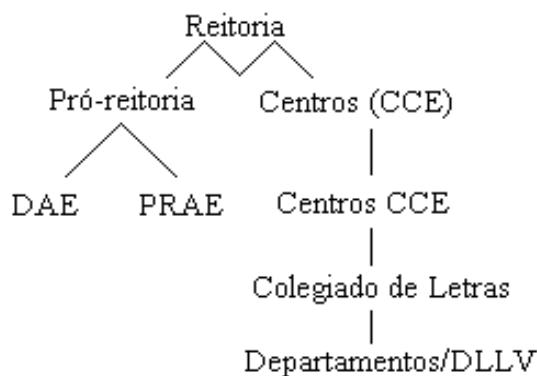 Reitoria
Pró-reitoria Centros (CCE)
DAE PRAE Centros CCE
Colegiado de Letras
Departamentos/DLLV